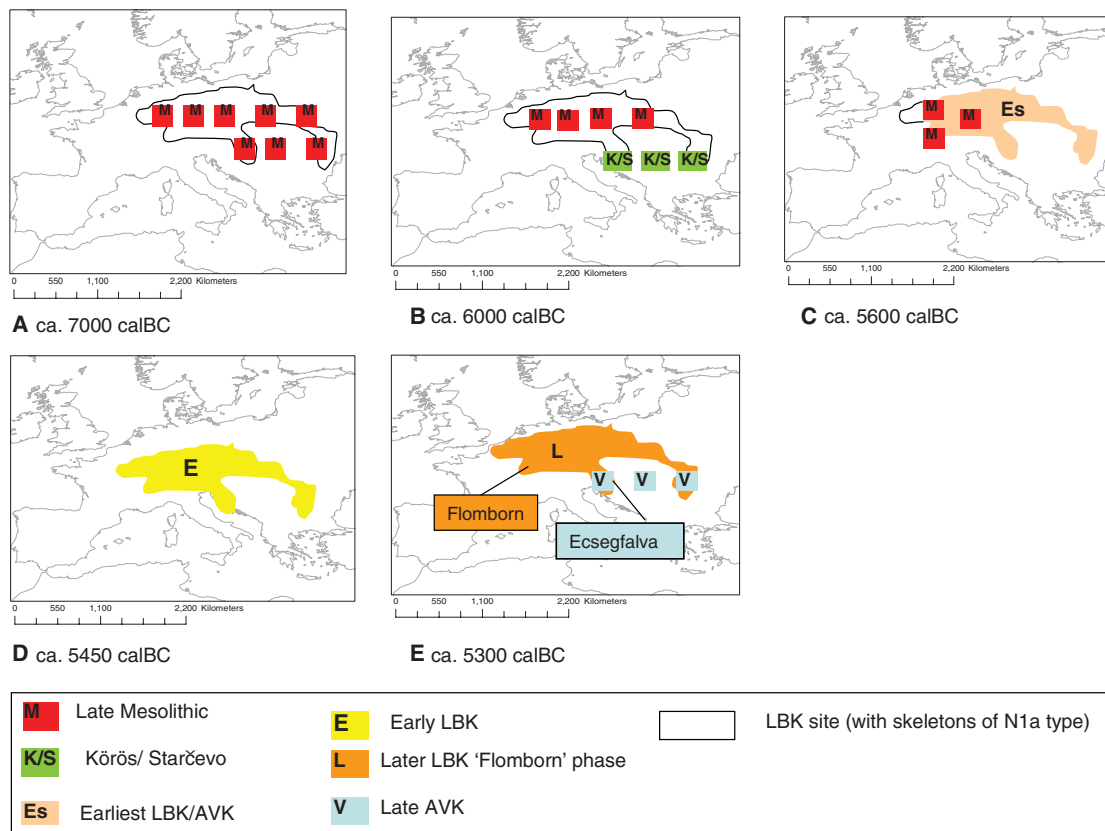 M M M M M
M M M
0 550 1,100 2,200 Kilometers
A ca. 7000 calBC
M M M M
K/S K/S K/S
0 550 1,100 2,200 Kilometers
B ca. 6000 calBC
M M Es
M
0 550 1,100 2,200 Kilometers
C ca. 5600 calBC
E
0 550 1,100 2,200 Kilometers
D ca. 5450 calBC
L
V V V
Flomborn
Ecsegfalva
0 550 1,100 2,200 Kilometers
E ca. 5300 calBC
M Late Mesolithic
K/S Körös/ Starčevo
Es Earliest LBK/AVK
E Early LBK
L Later LBK ‘Flomborn’ phase
V Late AVK
LBK site (with skeletons of N1a type)